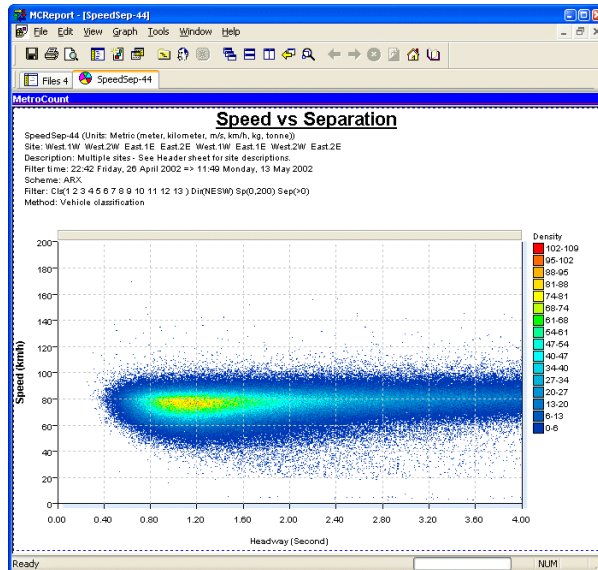 MCReport - [SpeedSep-44]
File Edit View Graph Tools Window Help
Files 4 SpeedSep-44
MetroCount
Speed vs Separation
SpeedSep-44 (Units: Metric (meter, kilometer, m/s, km/h, kg, tonne))
Site: West.1W West.2W East.1E East.2E West.1W East.1E West.2W East.2E
Description: Multiple sites - See Header sheet for site descriptions.
Filter time: 22:42 Friday, 26 April 2002 => 11:49 Monday, 13 May 2002
Scheme: ARX
Filter: Cls(1 2 3 4 5 6 7 8 9 10 11 12 13 ) Dir(NESW) Sp(0,200) Sep(>0)
Method: Vehicle classification
Density
102-109
95-102
88-95
81-88
74-81
68-74
61-68
54-61
47-54
40-47
34-40
27-34
20-27
13-20
6-13
0-6
Speed (km/h)
200
180
160
140
120
100
80
60
40
20
0
0.00 0.40 0.80 1.20 1.60 2.00 2.40 2.80 3.20 3.60 4.00
Headway (Second)
Ready NUM